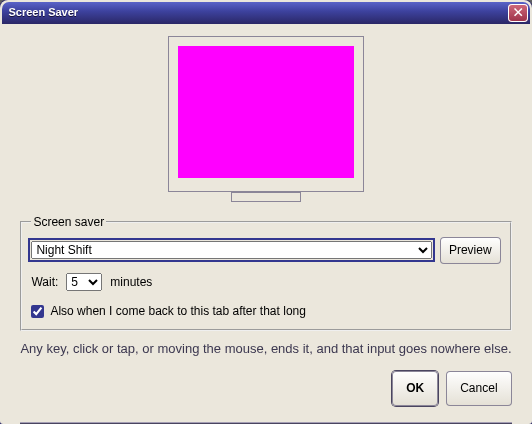 Screen Saver
Screen saver
Night Shift
Preview
Wait: 5 minutes
Also when I come back to this tab after that long
Any key, click or tap, or moving the mouse, ends it, and that input goes nowhere else.
OK Cancel